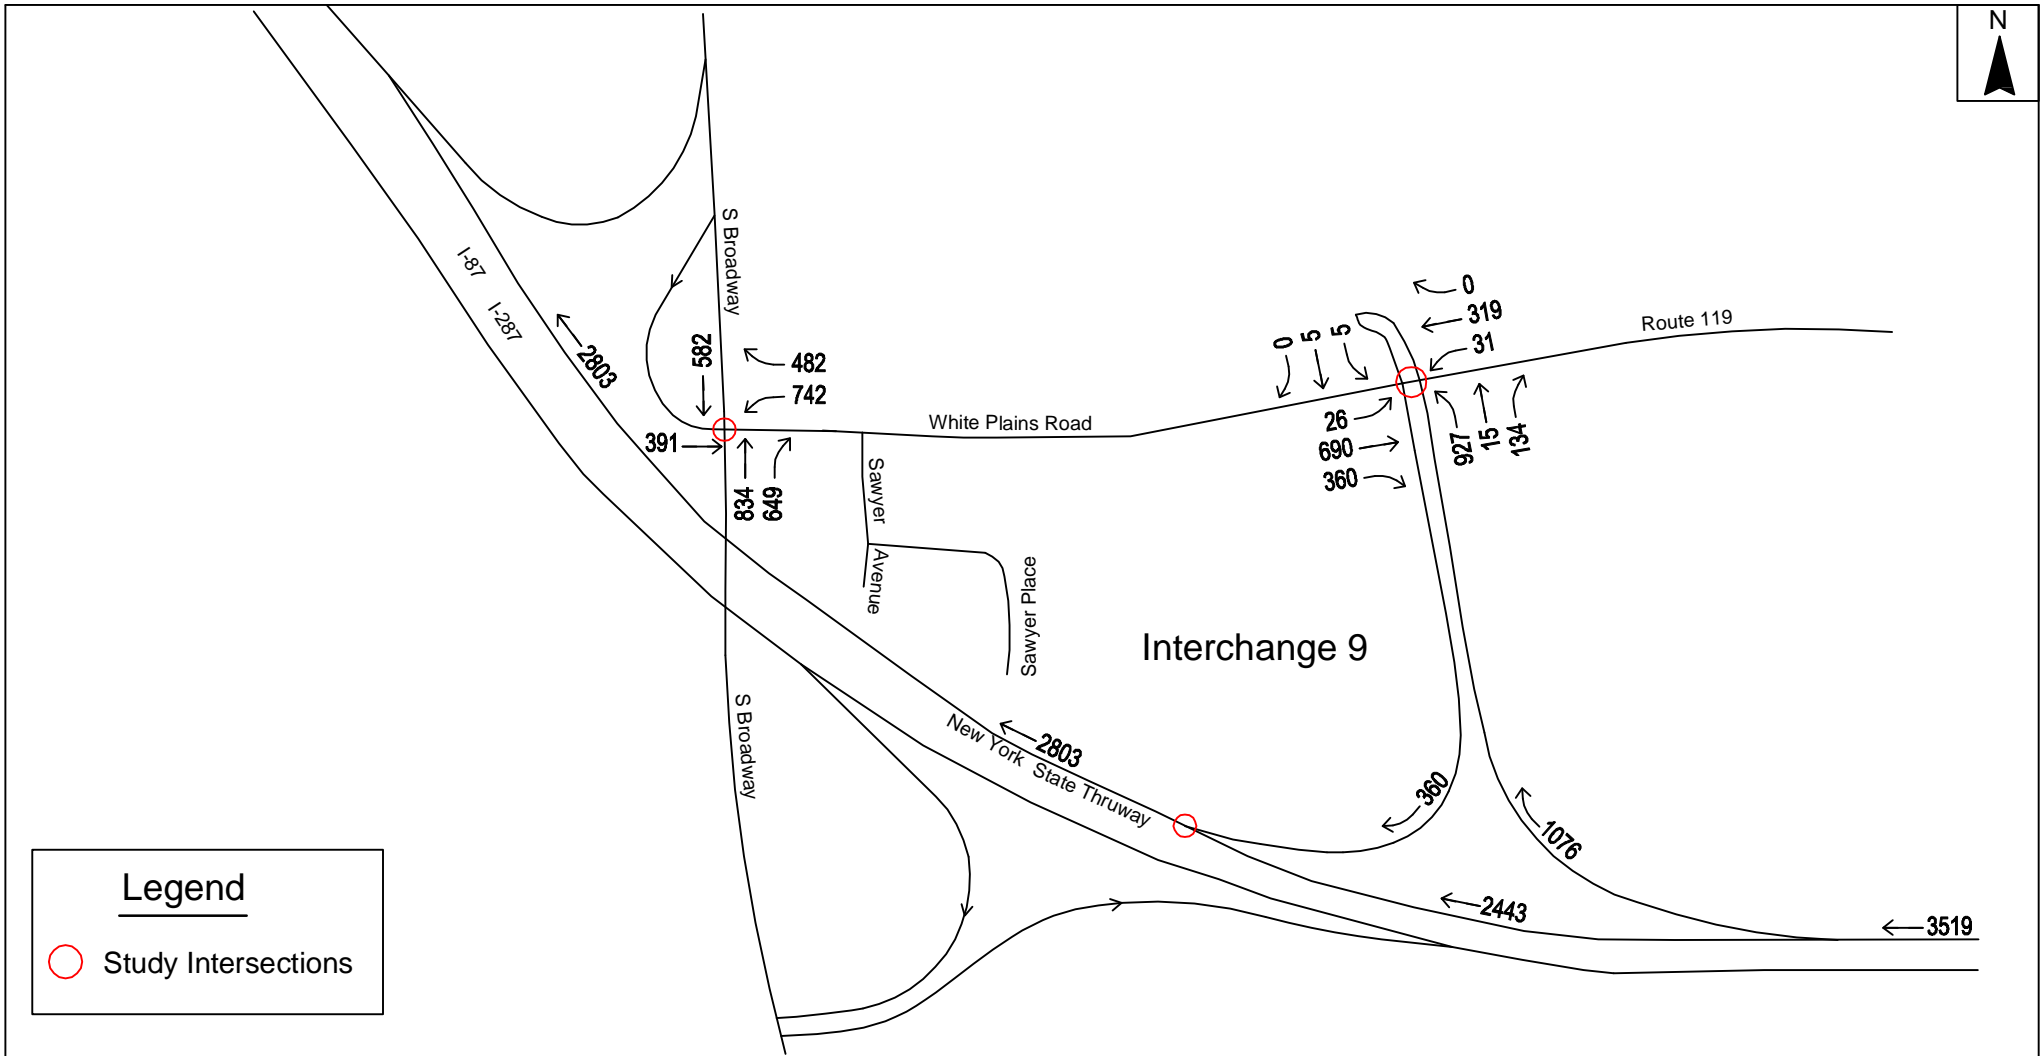 N
S Broadway
I-87
I-287
2803
582
482
742
391
834
649
White Plains Road
Route 119
0
319
31
0
5
5
26
690
360
927
15
134
Sawyer
Avenue
Sawyer Place
Interchange 9
S Broadway
New York State Thruway
2803
360
1076
2443
3519
Legend
Study Intersections